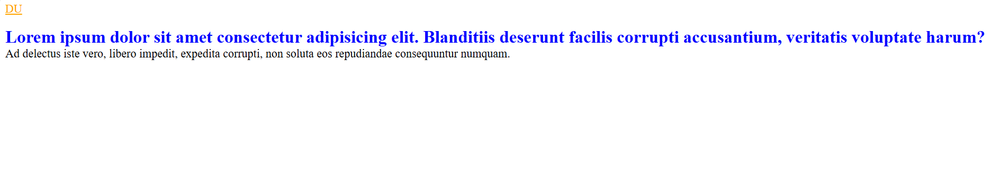 DU
Lorem ipsum dolor sit amet consectetur adipisicing elit. Blanditiis deserunt facilis corrupti accusantium, veritatis voluptate harum?
Ad delectus iste vero, libero impedit, expedita corrupti, non soluta eos repudiandae consequuntur numquam.